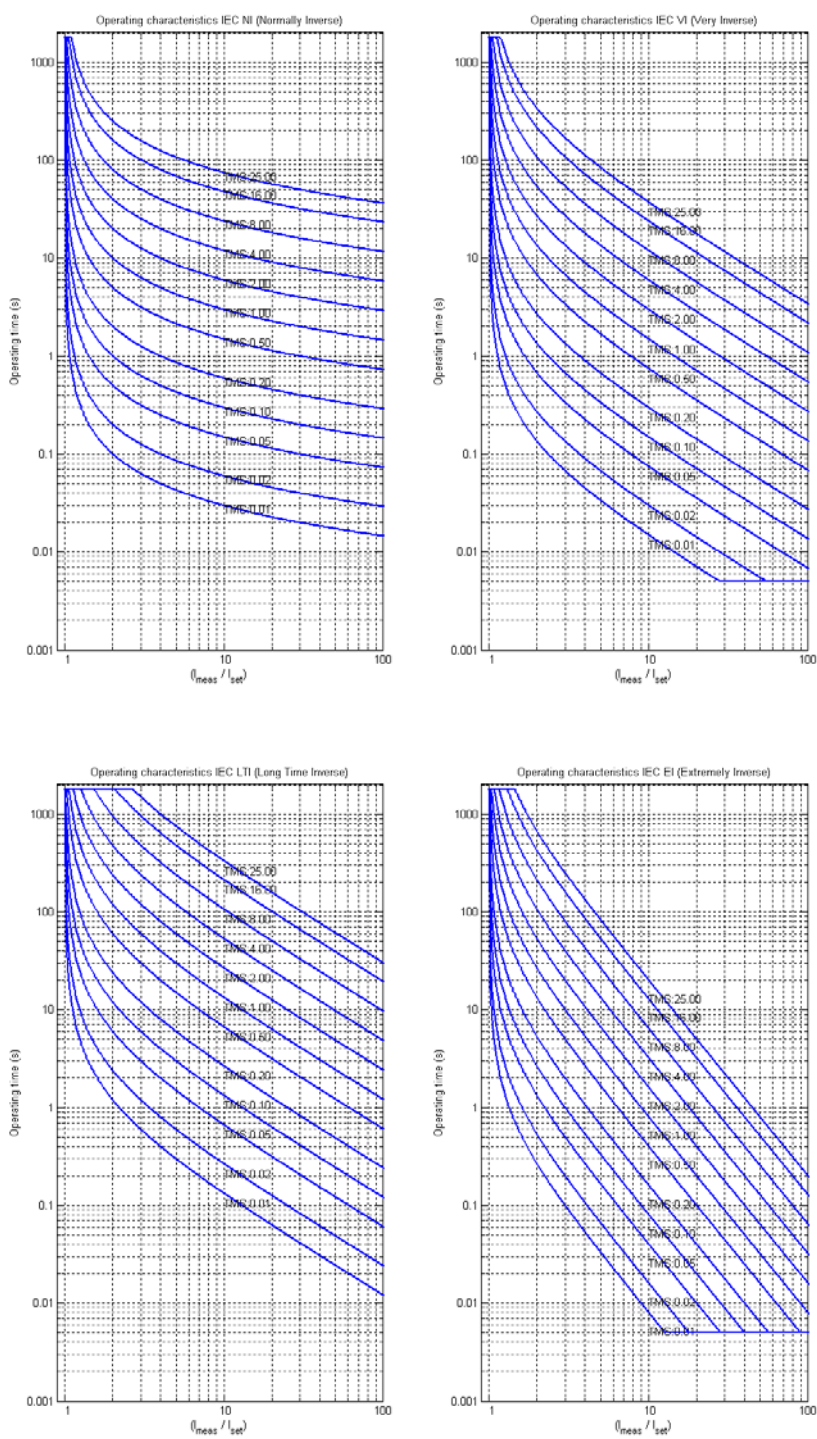 Operating characteristics IEC NI (Normally Inverse)
Operating time (s)
1000
100
10
1
0.1
0.01
0.001
TMS:25.00
TMS:16.00
TMS:8.00
TMS:4.00
TMS:2.00
TMS:1.00
TMS:0.50
TMS:0.20
TMS:0.10
TMS:0.05
TMS:0.02
TMS:0.01
1
10
100
(Imeas / Iset)
Operating characteristics IEC VI (Very Inverse)
Operating time (s)
1000
100
10
1
0.1
0.01
0.001
TMS:25.00
TMS:16.00
TMS:8.00
TMS:4.00
TMS:2.00
TMS:1.00
TMS:0.50
TMS:0.20
TMS:0.10
TMS:0.05
TMS:0.02
TMS:0.01
1
10
100
(Imeas / Iset)
Operating characteristics IEC LTI (Long Time Inverse)
Operating time (s)
1000
100
10
1
0.1
0.01
0.001
TMS:25.00
TMS:16.00
TMS:8.00
TMS:4.00
TMS:2.00
TMS:1.00
TMS:0.50
TMS:0.20
TMS:0.10
TMS:0.05
TMS:0.02
TMS:0.01
1
10
100
(Imeas / Iset)
Operating characteristics IEC EI (Extremely Inverse)
Operating time (s)
1000
100
10
1
0.1
0.01
0.001
TMS:25.00
TMS:16.00
TMS:8.00
TMS:4.00
TMS:2.00
TMS:1.00
TMS:0.50
TMS:0.20
TMS:0.10
TMS:0.05
TMS:0.02
TMS:0.01
1
10
100
(Imeas / Iset)